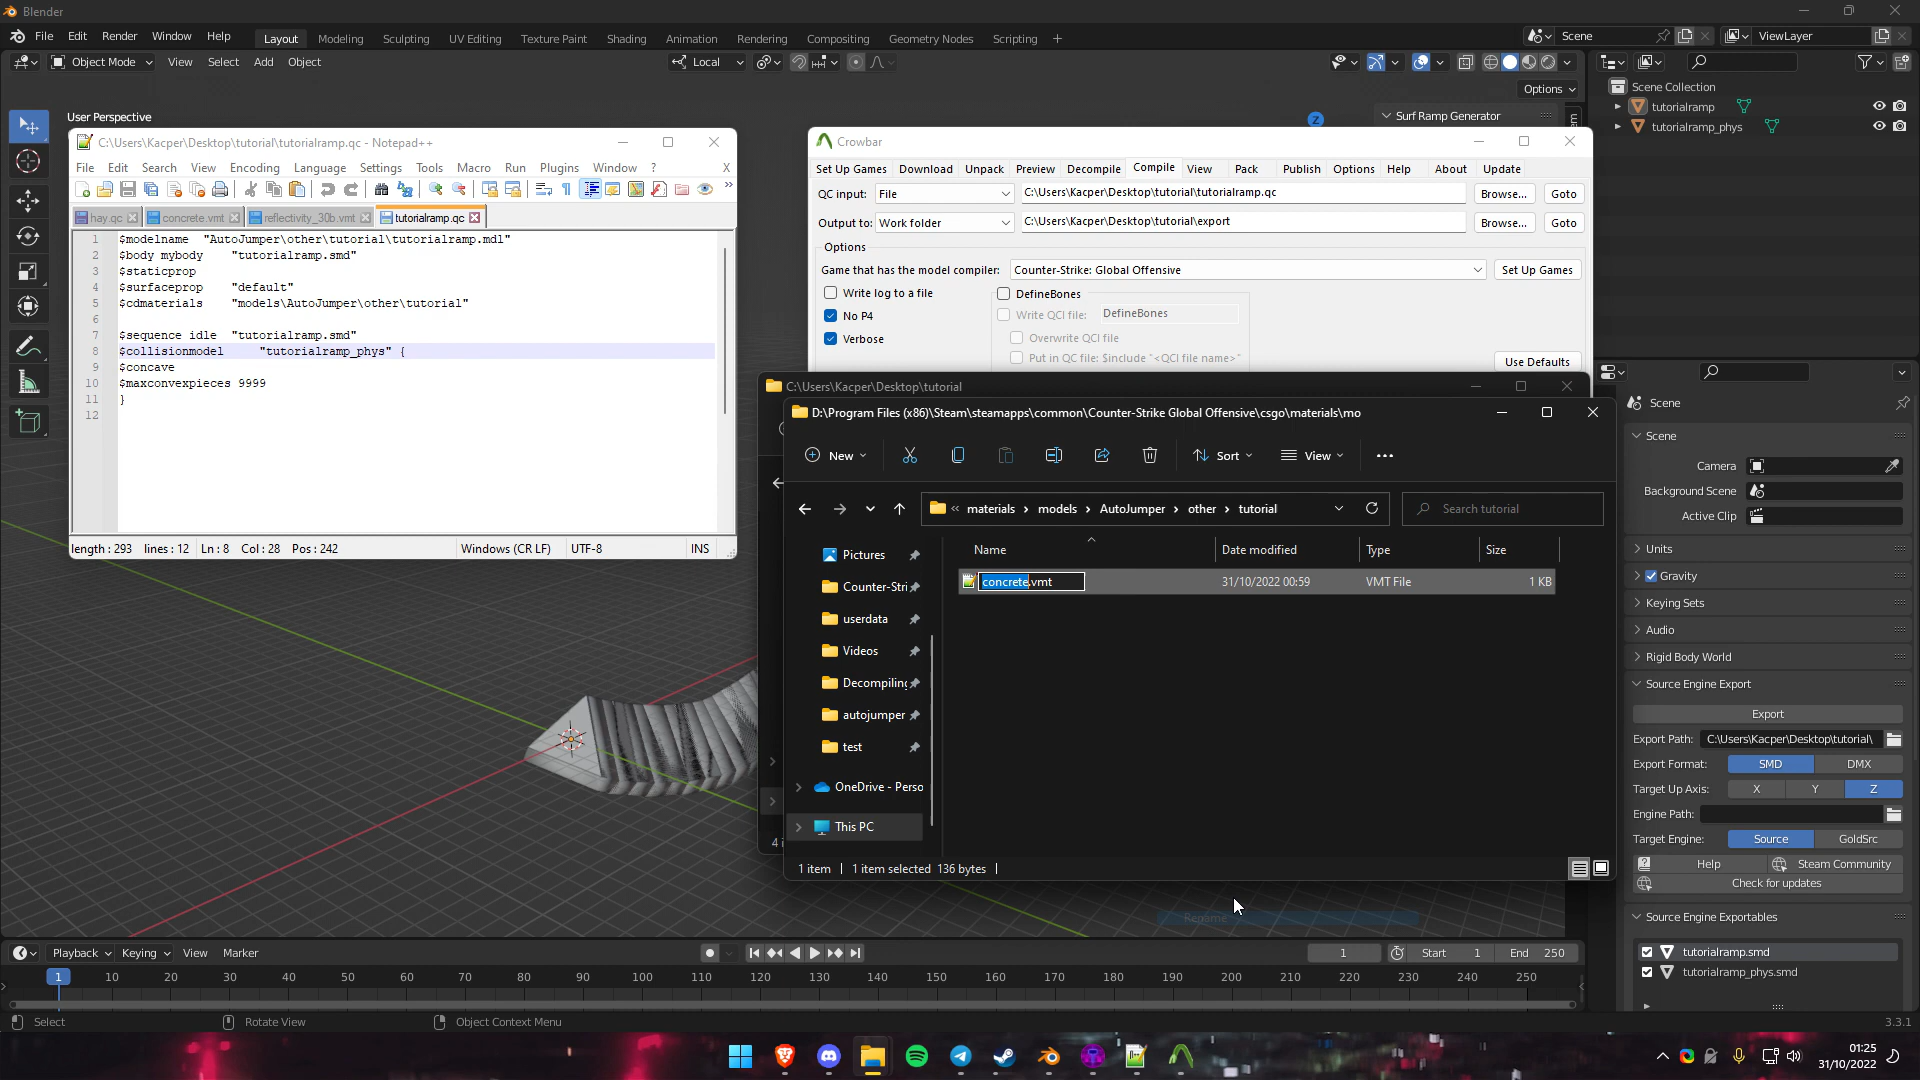 Blender
File Edit Render Window Help Layout Modeling Sculpting UV Editing Texture Paint Shading Animation Rendering Compositing Geometry Nodes Scripting + Scene ViewLayer
Object Mode View Select Add Object Local
Options
User Perspective
Z
Surf Ramp Generator
Scene Collection
tutorialramp
tutorialramp_phys
C:\Users\Kacper\Desktop\tutorial\tutorialramp.qc - Notepad++
File Edit Search View Encoding Language Settings Tools Macro Run Plugins Window ? X
hay.qc concrete.vmt reflectivity_30b.vmt tutorialramp.qc
1 $modelname "AutoJumper\other\tutorial\tutorialramp.mdl"
2 $body mybody "tutorialramp.smd"
3 $staticprop
4 $surfaceprop "default"
5 $cdmaterials "models\AutoJumper\other\tutorial"
6
7 $sequence idle "tutorialramp.smd"
8 $collisionmodel "tutorialramp_phys" {
9 $concave
10 $maxconvexpieces 9999
11 }
12
length : 293 lines : 12 Ln : 8 Col : 28 Pos : 242 Windows (CR LF) UTF-8 INS
Crowbar
Set Up Games Download Unpack Preview Decompile Compile View Pack Publish Options Help About Update
QC input: File C:\Users\Kacper\Desktop\tutorial\tutorialramp.qc Browse... Goto
Output to: Work folder C:\Users\Kacper\Desktop\tutorial\export Browse... Goto
Options
Game that has the model compiler: Counter-Strike: Global Offensive Set Up Games
Write log to a file DefineBones
No P4 Write QCI file: DefineBones
Verbose Overwrite QCI file
Put in QC file: $include "<QCI file name>"
Use Defaults
C:\Users\Kacper\Desktop\tutorial
4 i
D:\Program Files (x86)\Steam\steamapps\common\Counter-Strike Global Offensive\csgo\materials\mo
New Sort View
« materials › models › AutoJumper › other › tutorial Search tutorial
Name Date modified Type Size
concrete.vmt 31/10/2022 00:59 VMT File 1 KB
Pictures
Counter-Stri
userdata
Videos
Decompiling
autojumper
test
OneDrive - Perso
This PC
1 item 1 item selected 136 bytes
Rename
Scene
Scene
Camera
Background Scene
Active Clip
Units
Gravity
Keying Sets
Audio
Rigid Body World
Source Engine Export
Export
Export Path: C:\Users\Kacper\Desktop\tutorial\
Export Format: SMD DMX
Target Up Axis: X Y Z
Engine Path:
Target Engine: Source GoldSrc
Help Steam Community
Check for updates
Source Engine Exportables
tutorialramp.smd
tutorialramp_phys.smd
Playback Keying View Marker 1 Start 1 End 250
1 10 20 30 40 50 60 70 80 90 100 110 120 130 140 150 160 170 180 190 200 210 220 230 240 250
Select Rotate View Object Context Menu 3.3.1
01:25
31/10/2022